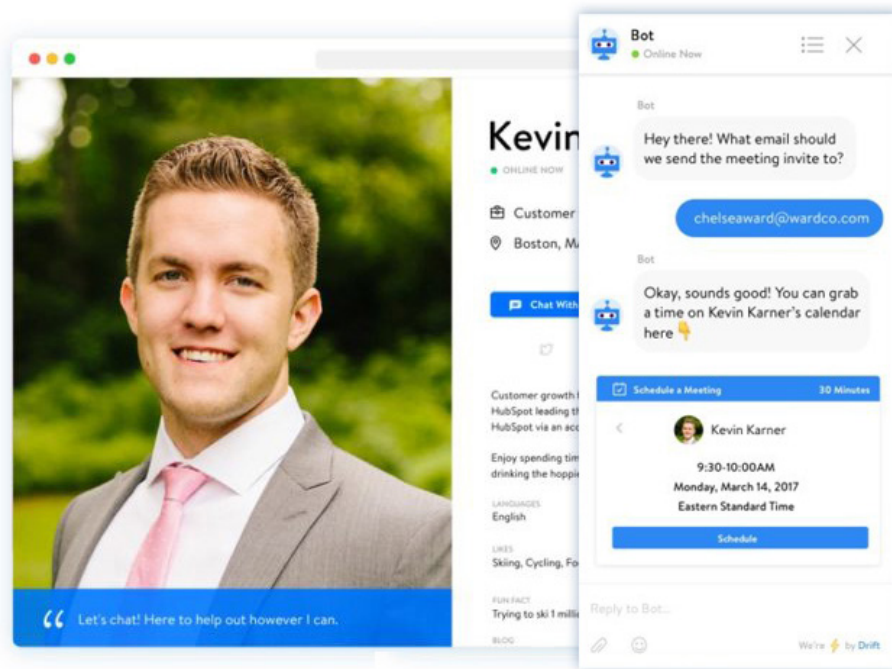 Kevin
ONLINE NOW
Customer
Boston, MA
Chat With
Customer growth
HubSpot leading th
HubSpot via an acc
Enjoy spending tim
drinking the hoppie
LANGUAGES
English
LIKES
Skiing, Cycling, Fo
FUN FACT
Trying to ski 1 milli
BLOG
“ Let's chat! Here to help out however I can.
Bot
Online Now
Bot
Hey there! What email should
we send the meeting invite to?
chelseaward@wardco.com
Bot
Okay, sounds good! You can grab
a time on Kevin Karner's calendar
here 👇
Schedule a Meeting
30 Minutes
Kevin Karner
9:30-10:00AM
Monday, March 14, 2017
Eastern Standard Time
Schedule
Reply to Bot...
We're ⚡ by Drift